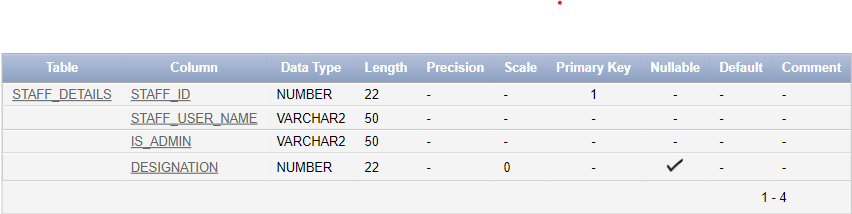 Table Column Data Type Length Precision Scale Primary Key Nullable Default Comment
STAFF_DETAILS STAFF_ID NUMBER 22 - - 1 - - -
STAFF_USER_NAME VARCHAR2 50 - - - - - -
IS_ADMIN VARCHAR2 50 - - - - - -
DESIGNATION NUMBER 22 - 0 - ✓ - -
1 - 4